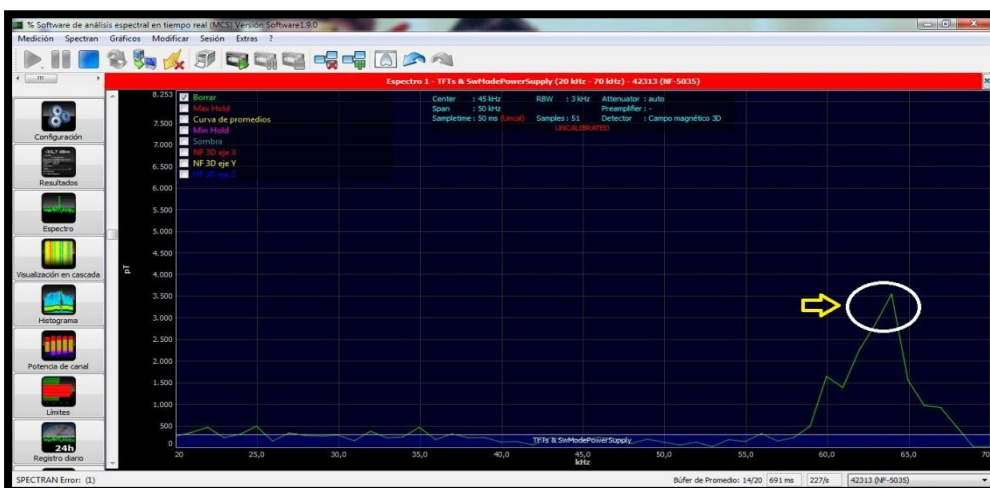 % Software de análisis espectral en tiempo real (MCS) Versión Software1.9.0
Medición Spectran Gráficos Modificar Sesión Extras ?
Espectro 1 - TFTs & SwModePowerSupply (20 kHz - 70 kHz) - 42313 (NF-5035)
Configuración
Resultados
Espectro
Visualización en cascada
Histograma
Potencia de canal
Límites
24h
Registro diario
Borrar
Max Hold
Curva de promedios
Min Hold
Sombra
NF 3D eje X
NF 3D eje Y
NF 3D eje Z
Center : 45 kHz RBW : 3 kHz Attenuator : auto
Span : 50 kHz Preamplifier : -
Sampletime : 50 ms (Uncal) Samples : 51 Detector : Campo magnético 3D
UNCALIBRATED
8.253
7.500
7.000
6.500
6.000
5.500
5.000
4.500
4.000
3.500
3.000
2.500
2.000
1.500
1.000
500
0
pT
TFTs & SwModePowerSupply
20 25,0 30,0 35,0 40,0 45,0 50,0 55,0 60,0 65,0 70
kHz
SPECTRAN Error: (1) Búfer de Promedio: 14/20 691 ms 227/s 42313 (NF-5035)